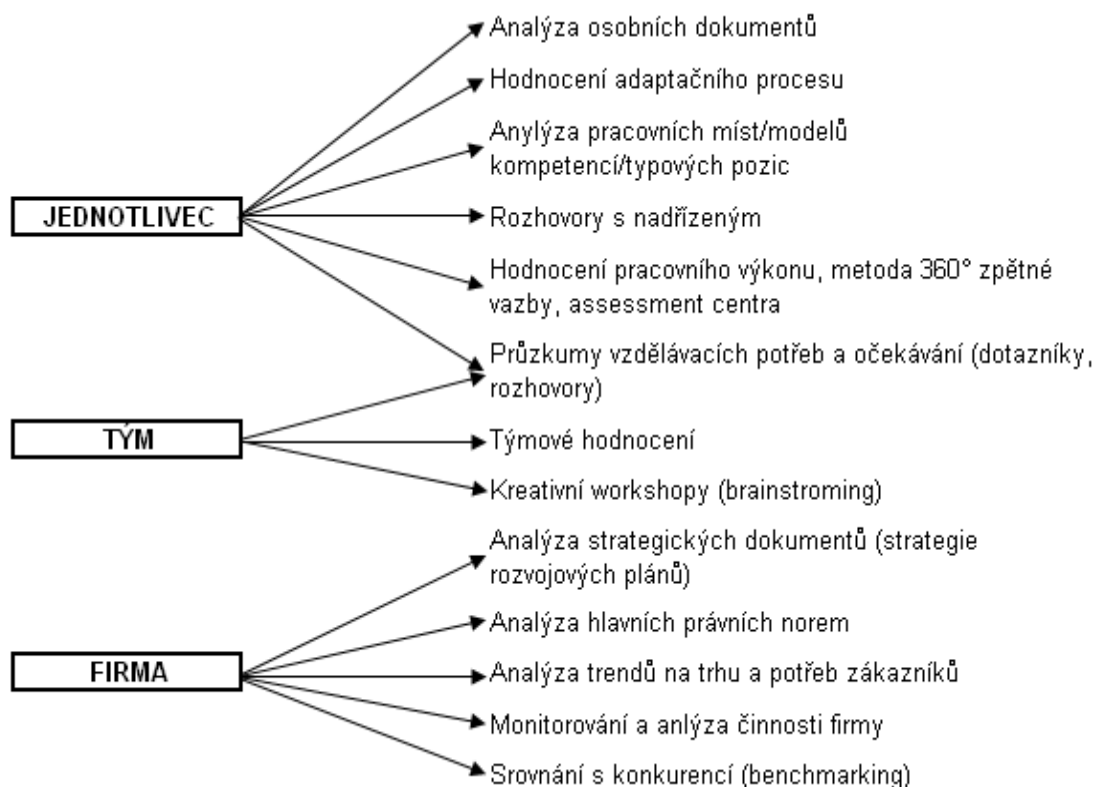 Analýza osobních dokumentů
Hodnocení adaptačního procesu
Anylýza pracovních míst/modelů
kompetencí/typových pozic
JEDNOTLIVEC
Rozhovory s nadřízeným
Hodnocení pracovního výkonu, metoda 360° zpětné
vazby, assessment centra
Průzkumy vzdělávacích potřeb a očekávání (dotazníky,
rozhovory)
TÝM
Týmové hodnocení
Kreativní workshopy (brainstroming)
Analýza strategických dokumentů (strategie
rozvojových plánů)
Analýza hlavních právních norem
FIRMA
Analýza trendů na trhu a potřeb zákazníků
Monitorování a anlýza činnosti firmy
Srovnání s konkurencí (benchmarking)